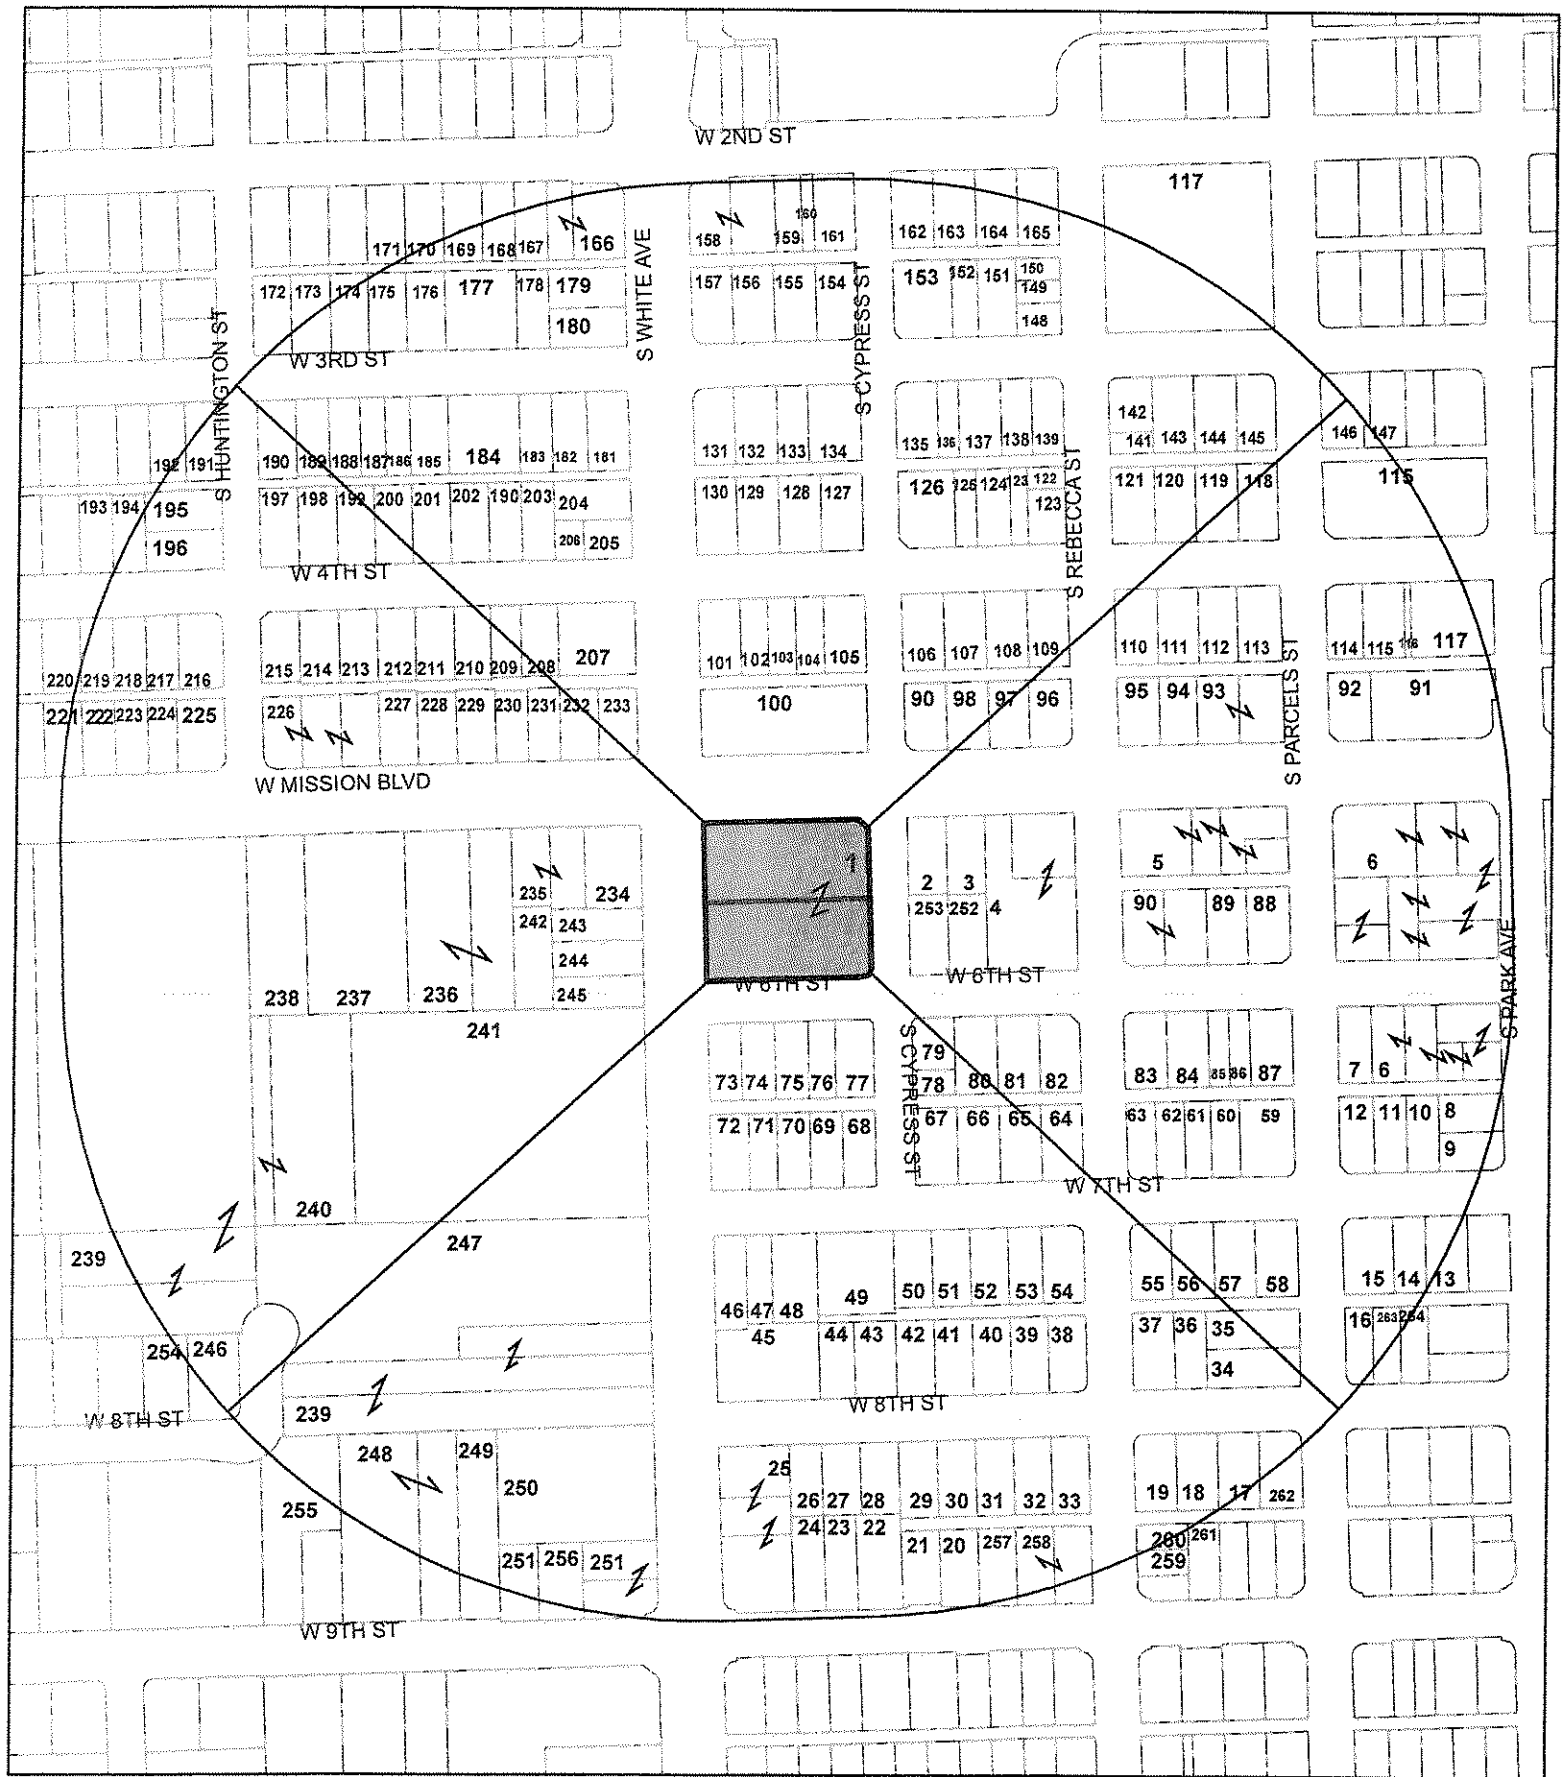 W 2ND ST
117
160
158 159 161 162 163 164 165
171 170 169 168 167 166
S WHITE AVE
157 156 155 154
S CYPRESS ST
153 152 151 150
149
148
172 173 174 175 176 177 178 179
180
S HUNTINGTON ST
W 3RD ST
142
146 147
131 132 133 134 135 136 137 138 139 141 143 144 145
192 191 190 189 188 187 186 185 184 183 182 181
S REBECCA ST
115
130 129 128 127 126 125 124 23 122
123
121 120 119 118
193 194 195 197 198 199 200 201 202 190 203 204
196
206 205
W 4TH ST
101 102 103 104 105 106 107 108 109 110 111 112 113 114 115 116 117
S PARCELS ST
215 214 213 212 211 210 209 208 207
220 219 218 217 216
100 90 98 97 96 95 94 93 92 91
221 222 223 224 225 226 227 228 229 230 231 232 233
W MISSION BLVD
1
2 3 5 6
235 234
253 252 4 90 89 88
242 243
244
245
S PARK AVE
W 6TH ST
W 6TH ST
238 237 236
241
S CYPRESS ST
79
78
73 74 75 76 77 80 81 82 83 84 85 86 87 7 6
72 71 70 69 68 67 66 65 64 63 62 61 60 59 12 11 10 8
9
W 7TH ST
240
247
239
46 47 48 49 50 51 52 53 54 55 56 57 58 15 14 13
45 44 43 42 41 40 39 38 37 36 35 16 263 264
34
254 246
W 8TH ST
W 8TH ST
239
248 249
250
25
26 27 28 29 30 31 32 33 19 18 17 262
24 23 22
21 20 257 258 260 261
259
255
251 256 251
W 9TH ST